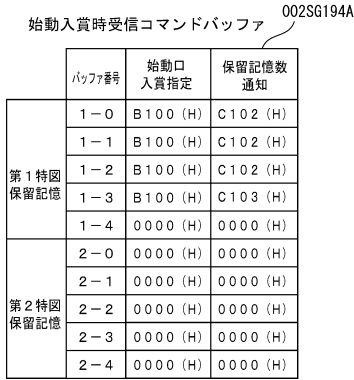 002SG194A
始動入賞時受信コマンドバッファ
バッファ番号 始動口入賞指定 保留記憶数通知
第1特図保留記憶
1-0 B100(H) C102(H)
1-1 B100(H) C102(H)
1-2 B100(H) C102(H)
1-3 B100(H) C103(H)
1-4 0000(H) 0000(H)
第2特図保留記憶
2-0 0000(H) 0000(H)
2-1 0000(H) 0000(H)
2-2 0000(H) 0000(H)
2-3 0000(H) 0000(H)
2-4 0000(H) 0000(H)